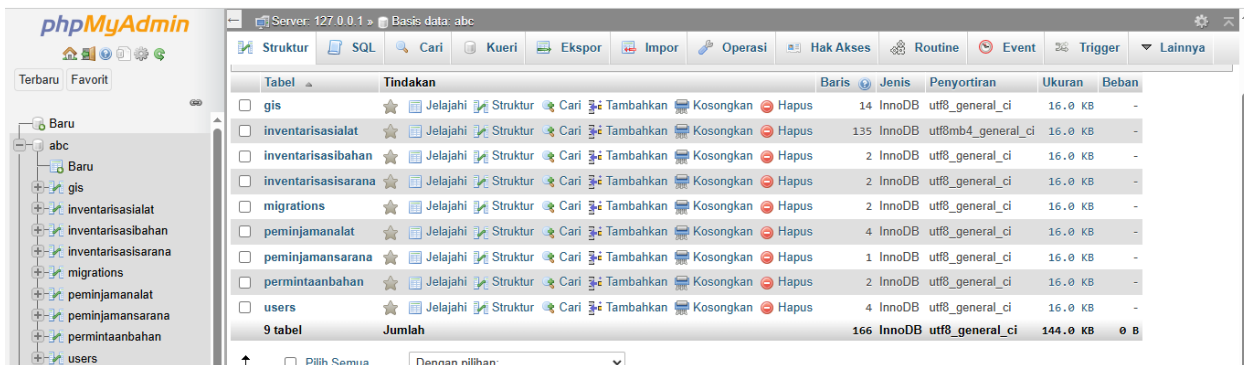 phpMyAdmin
Terbaru Favorit
Baru
abc
Baru
gis
inventarisasialat
inventarisasibahan
inventarisasisarana
migrations
peminjamanalat
peminjamansarana
permintaanbahan
users
Server: 127.0.0.1 » Basis data: abc
Struktur SQL Cari Kueri Ekspor Impor Operasi Hak Akses Routine Event Trigger Lainnya
Tabel Tindakan Baris Jenis Penyortiran Ukuran Beban
gis Jelajahi Struktur Cari Tambahkan Kosongkan Hapus 14 InnoDB utf8_general_ci 16.0 KB -
inventarisasialat Jelajahi Struktur Cari Tambahkan Kosongkan Hapus 135 InnoDB utf8mb4_general_ci 16.0 KB -
inventarisasibahan Jelajahi Struktur Cari Tambahkan Kosongkan Hapus 2 InnoDB utf8_general_ci 16.0 KB -
inventarisasisarana Jelajahi Struktur Cari Tambahkan Kosongkan Hapus 2 InnoDB utf8_general_ci 16.0 KB -
migrations Jelajahi Struktur Cari Tambahkan Kosongkan Hapus 2 InnoDB utf8_general_ci 16.0 KB -
peminjamanalat Jelajahi Struktur Cari Tambahkan Kosongkan Hapus 4 InnoDB utf8_general_ci 16.0 KB -
peminjamansarana Jelajahi Struktur Cari Tambahkan Kosongkan Hapus 1 InnoDB utf8_general_ci 16.0 KB -
permintaanbahan Jelajahi Struktur Cari Tambahkan Kosongkan Hapus 2 InnoDB utf8_general_ci 16.0 KB -
users Jelajahi Struktur Cari Tambahkan Kosongkan Hapus 4 InnoDB utf8_general_ci 16.0 KB -
9 tabel Jumlah 166 InnoDB utf8_general_ci 144.0 KB 0 B
Pilih Semua Dengan pilihan: